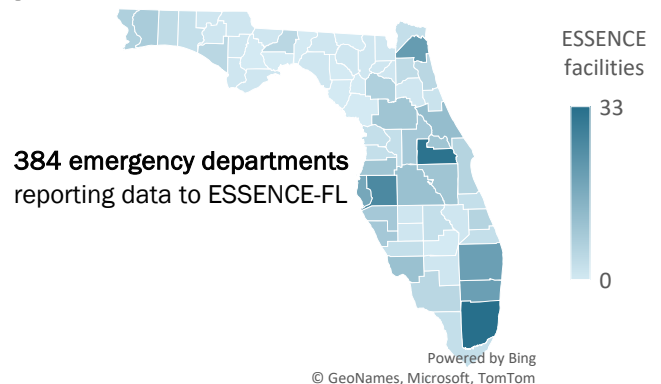 ESSENCE
facilities
33
384 emergency departments
reporting data to ESSENCE-FL
0
Powered by Bing
© GeoNames, Microsoft, TomTom